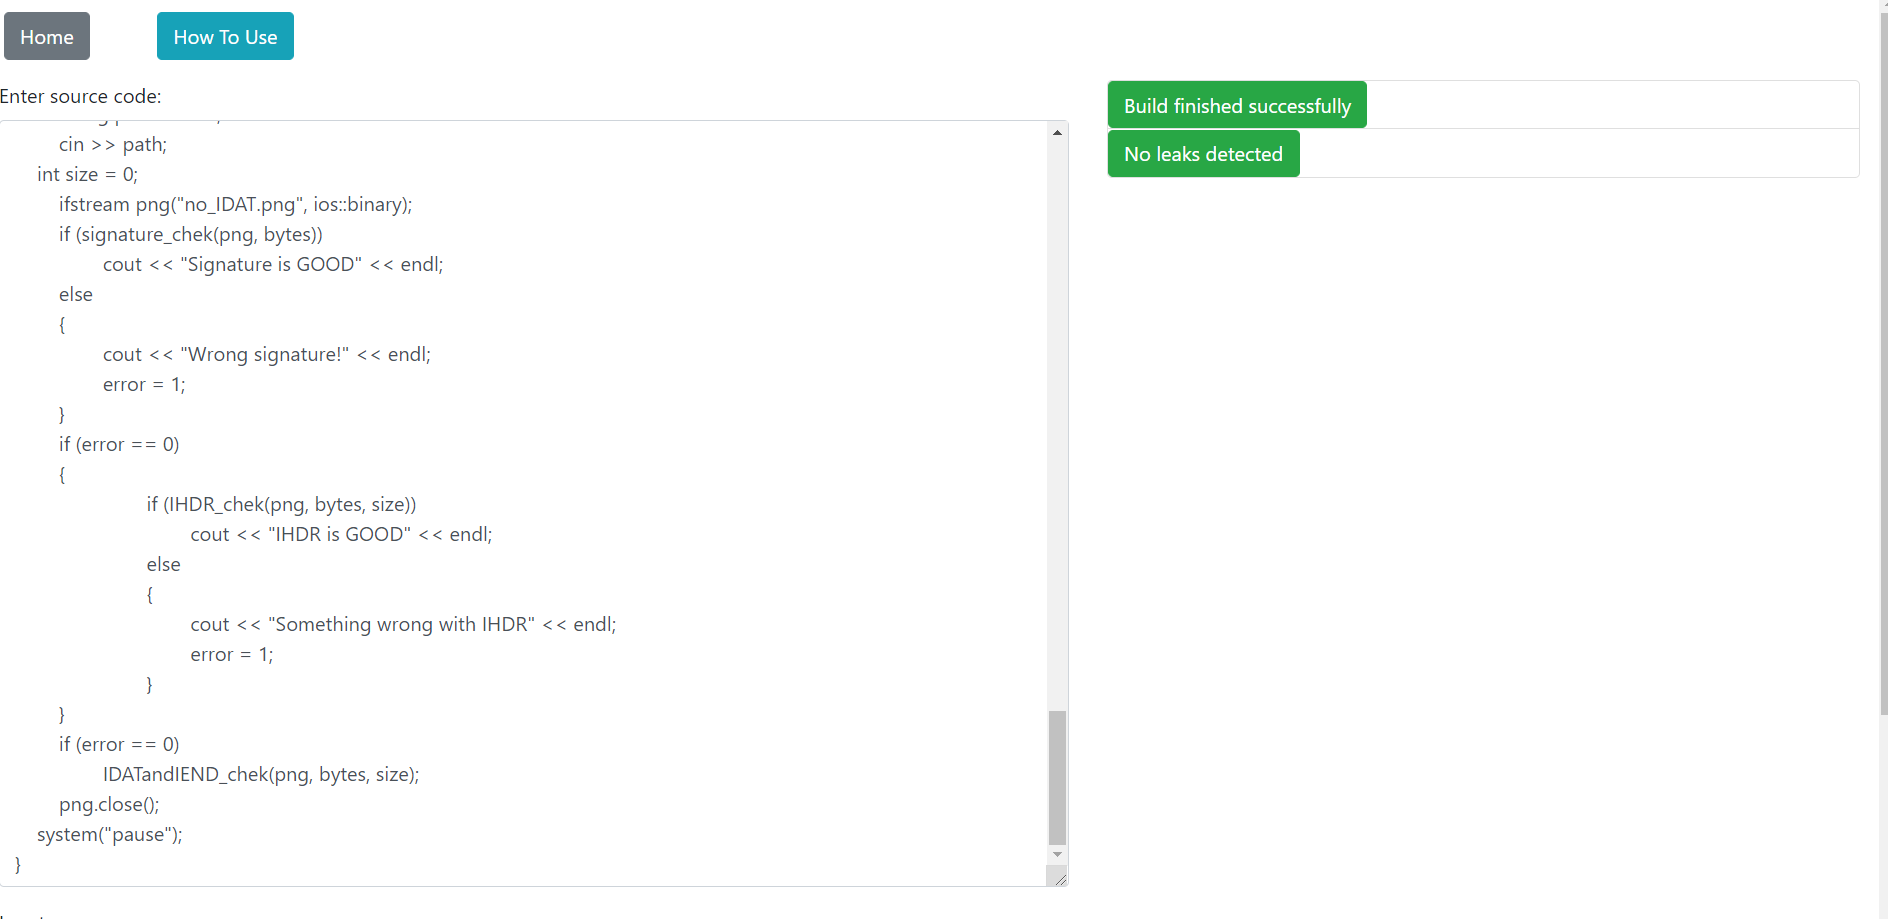 Home
How To Use
Enter source code:
cin >> path;
int size = 0;
ifstream png("no_IDAT.png", ios::binary);
if (signature_chek(png, bytes))
cout << "Signature is GOOD" << endl;
else
{
cout << "Wrong signature!" << endl;
error = 1;
}
if (error == 0)
{
if (IHDR_chek(png, bytes, size))
cout << "IHDR is GOOD" << endl;
else
{
cout << "Something wrong with IHDR" << endl;
error = 1;
}
}
if (error == 0)
IDATandIEND_chek(png, bytes, size);
png.close();
system("pause");
}
Build finished successfully
No leaks detected